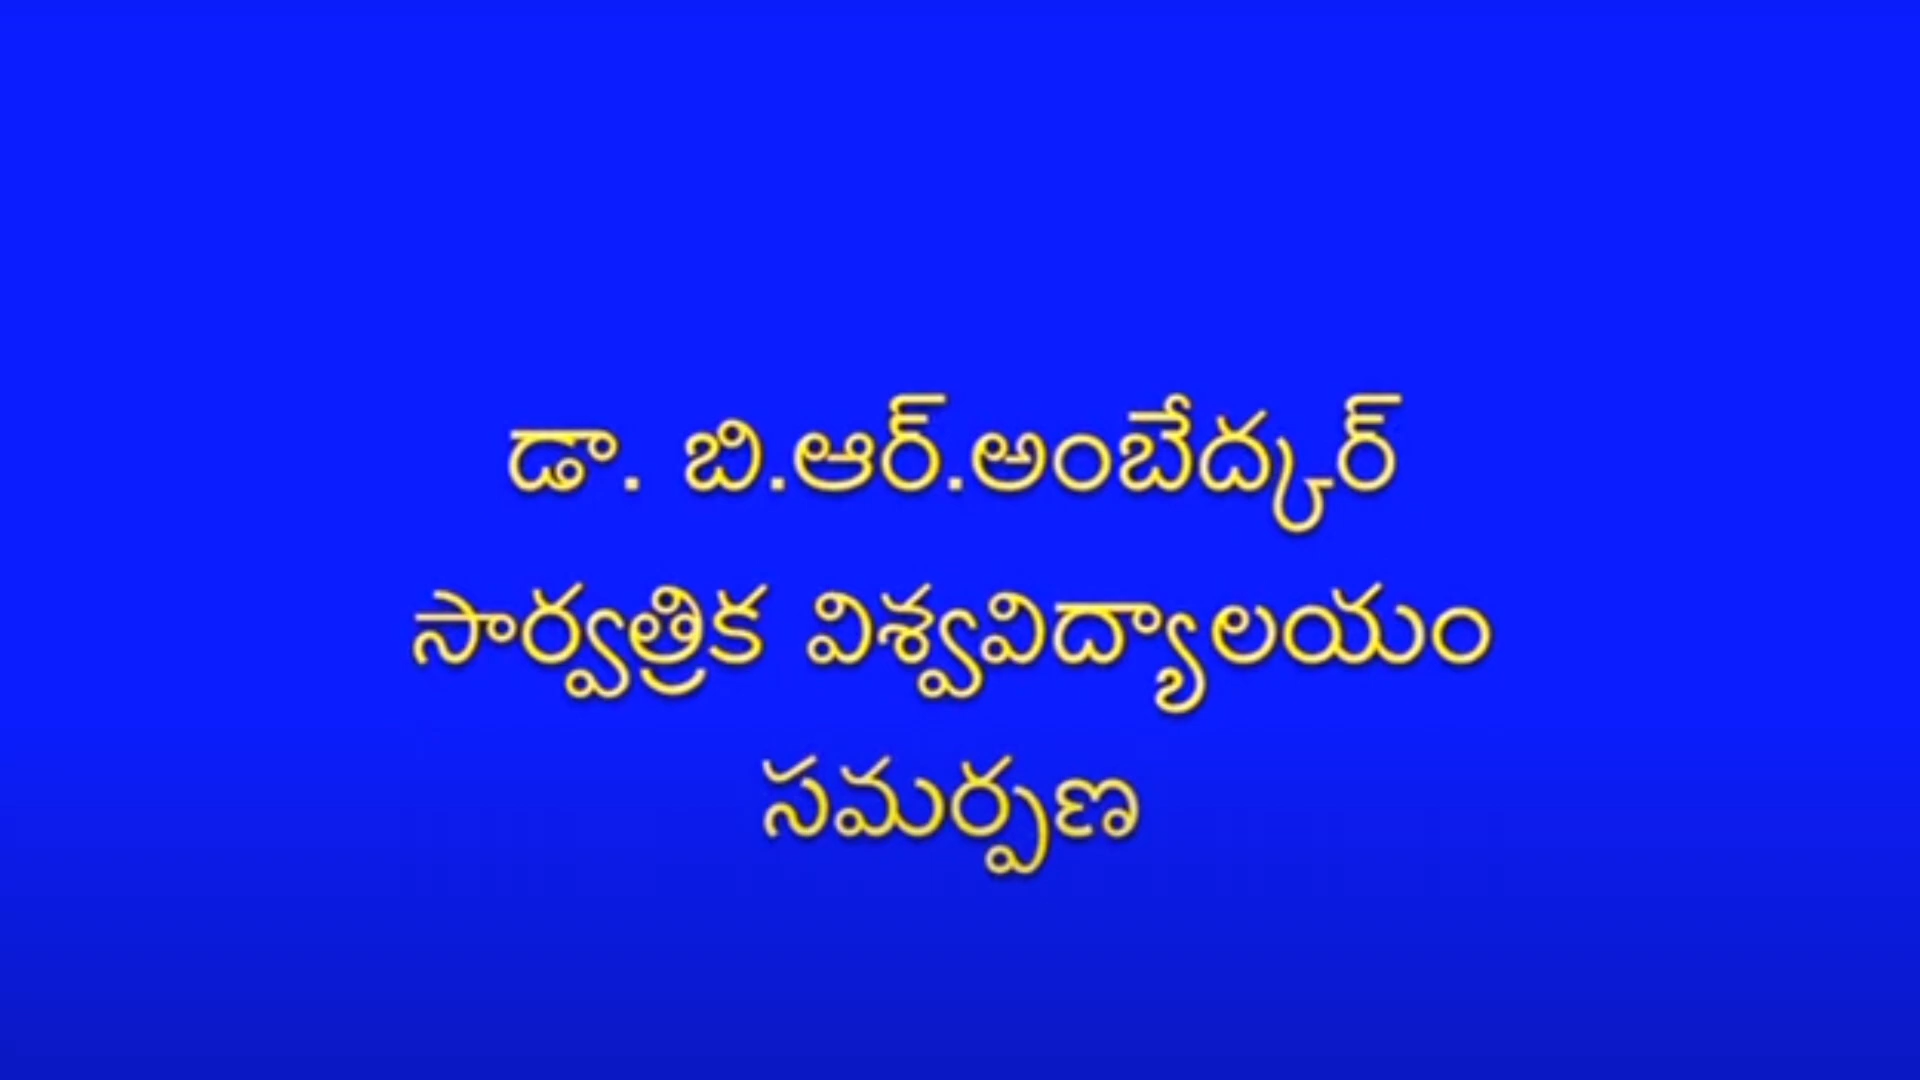 డా. బి.ఆర్.అంబేద్కర్
సార్వత్రిక విశ్వవిద్యాలయం
సమర్పణ